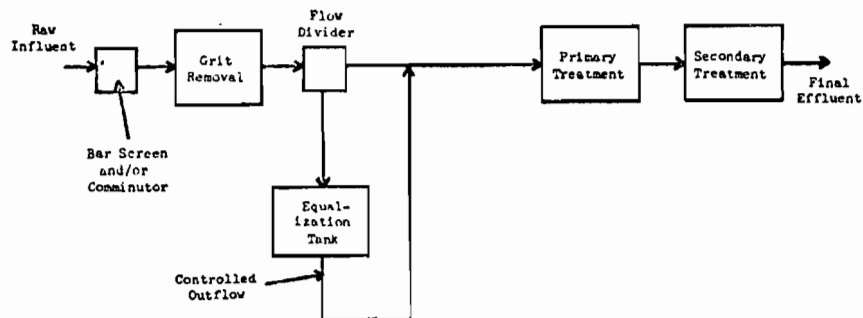 Raw
Influent
Bar Screen
and/or
Comminutor
Grit
Removal
Flow
Divider
Equal-
ization
Tank
Controlled
Outflow
Primary
Treatment
Secondary
Treatment
Final
Effluent